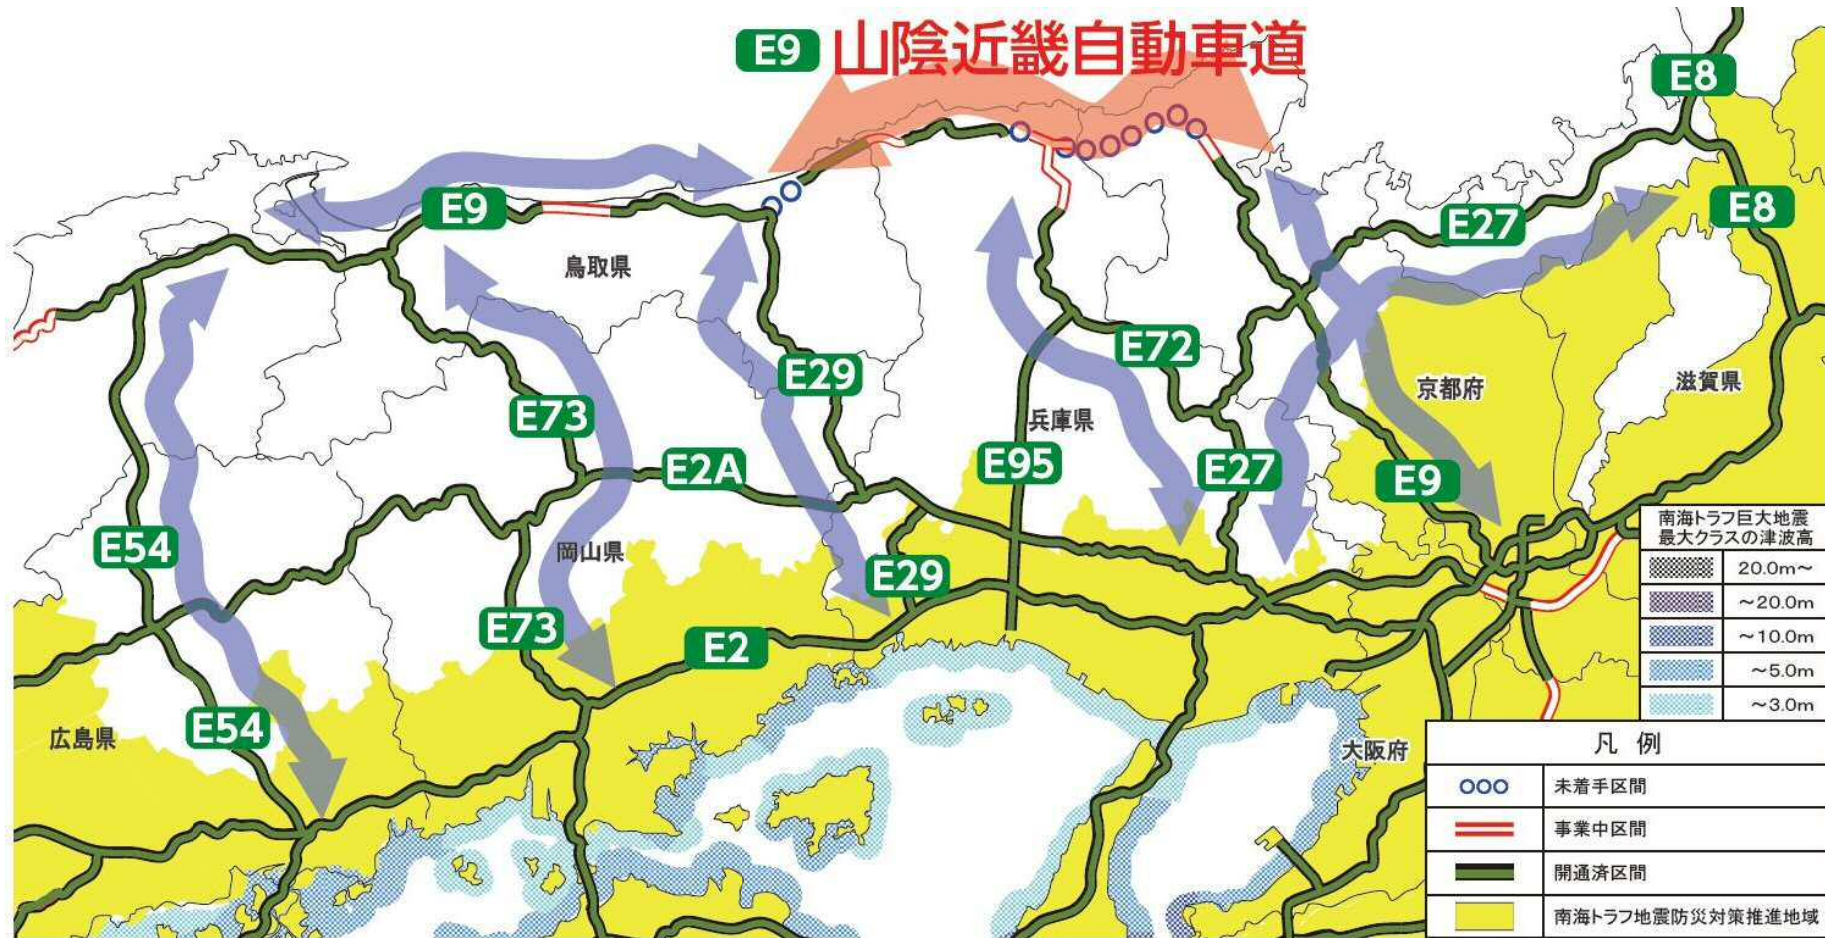 E9 山陰近畿自動車道
E8
E9
E27
E8
鳥取県
E72
E29
京都府
滋賀県
E73
兵庫県
E2A
E95
E27
E9
E54
岡山県
E29
E73
E2
E54
広島県
大阪府
南海トラフ巨大地震
最大クラスの津波高
20.0m～
～20.0m
～10.0m
～5.0m
～3.0m
凡 例
未着手区間
事業中区間
開通済区間
南海トラフ地震防災対策推進地域